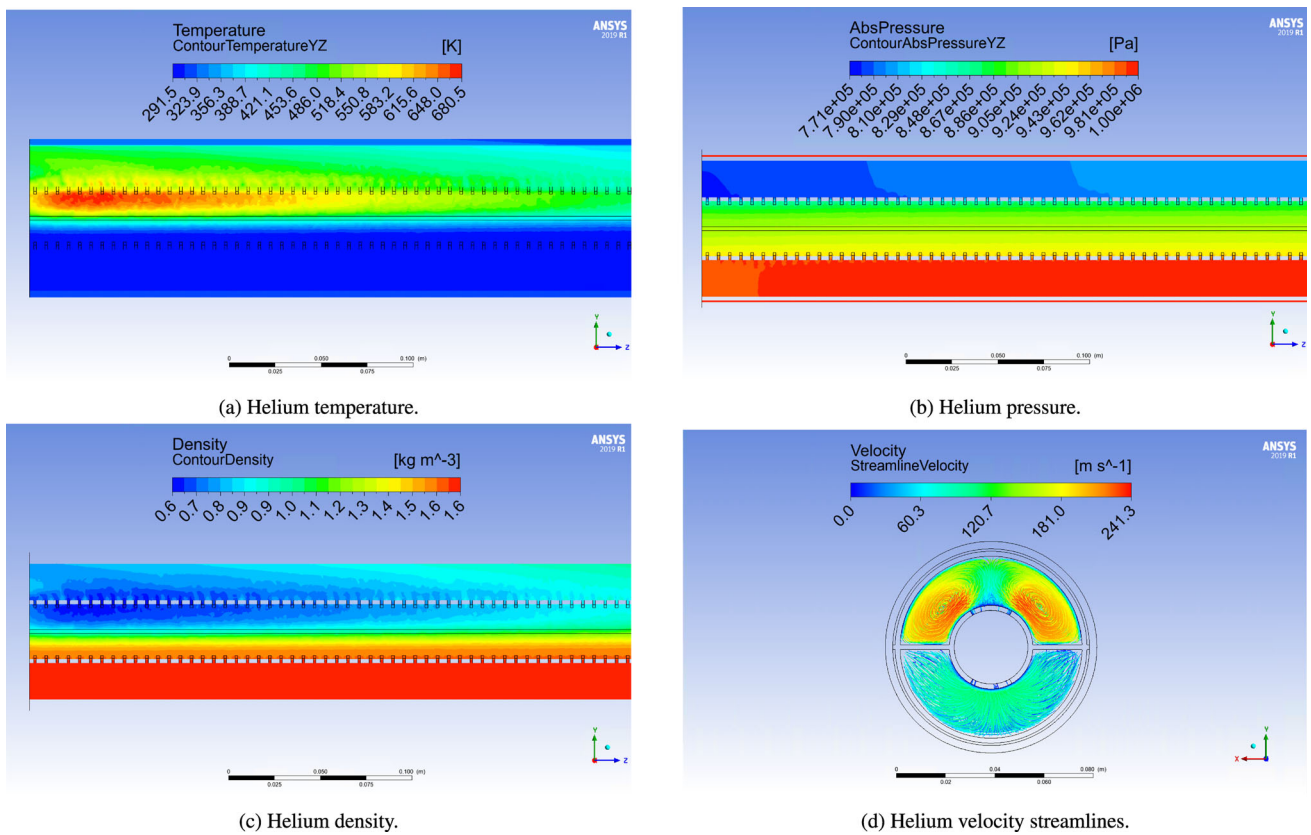 ANSYS
2019 R1
Temperature
ContourTemperatureYZ
[K]
291.5
323.9
356.3
388.7
421.1
453.6
486.0
518.4
550.8
583.2
615.6
648.0
680.5
Y
Z
0
0.050
0.100 (m)
0.025
0.075
(a) Helium temperature.
ANSYS
2019 R1
AbsPressure
ContourAbsPressureYZ
[Pa]
7.71e+05
7.90e+05
8.10e+05
8.29e+05
8.48e+05
8.67e+05
8.86e+05
9.05e+05
9.24e+05
9.43e+05
9.62e+05
9.81e+05
1.00e+06
Y
Z
0
0.050
0.100 (m)
0.025
0.075
(b) Helium pressure.
ANSYS
2019 R1
Density
ContourDensity
[kg m^-3]
0.6
0.7
0.8
0.9
0.9
1.0
1.1
1.2
1.3
1.4
1.5
1.6
1.6
Y
Z
0
0.050
0.100 (m)
0.025
0.075
(c) Helium density.
ANSYS
2019 R1
Velocity
StreamlineVelocity
[m s^-1]
0.0
60.3
120.7
181.0
241.3
Y
X
0
0.04
0.080 (m)
0.02
0.060
(d) Helium velocity streamlines.